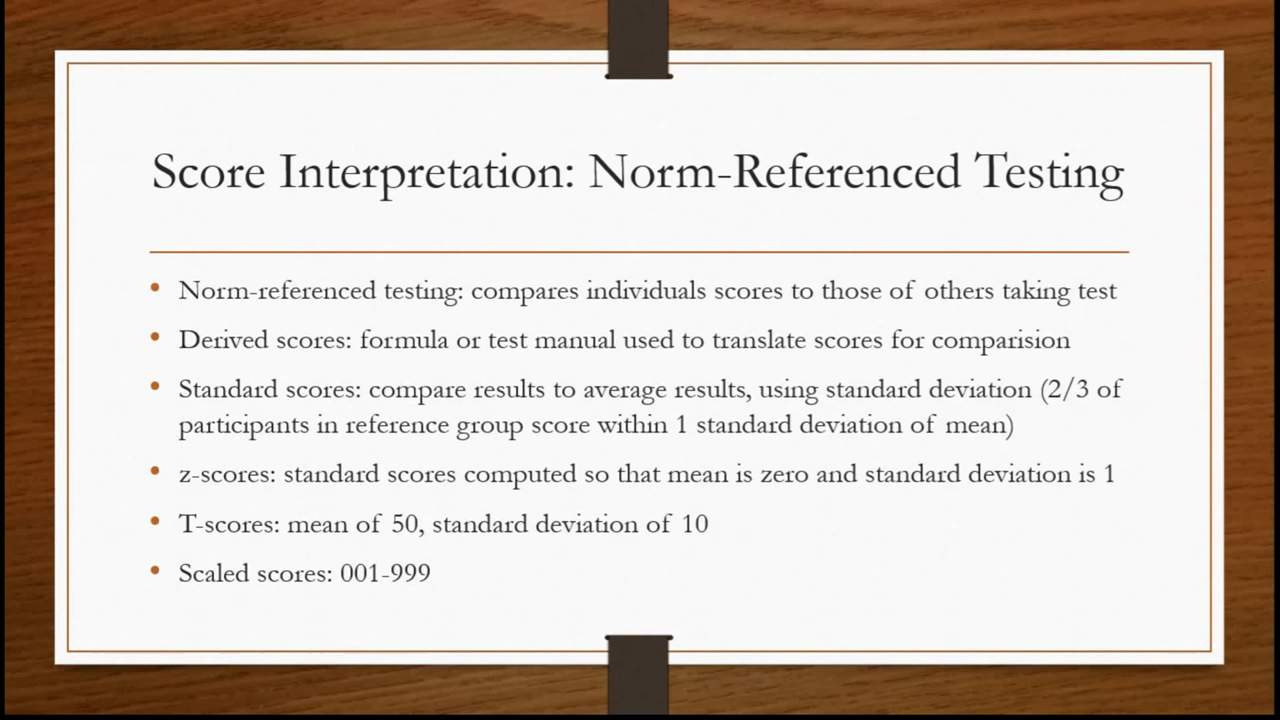 Score Interpretation: Norm-Referenced Testing
• Norm-referenced testing: compares individuals scores to those of others taking test
• Derived scores: formula or test manual used to translate scores for comparision
• Standard scores: compare results to average results, using standard deviation (2/3 of
participants in reference group score within 1 standard deviation of mean)
• z-scores: standard scores computed so that mean is zero and standard deviation is 1
• T-scores: mean of 50, standard deviation of 10
• Scaled scores: 001-999